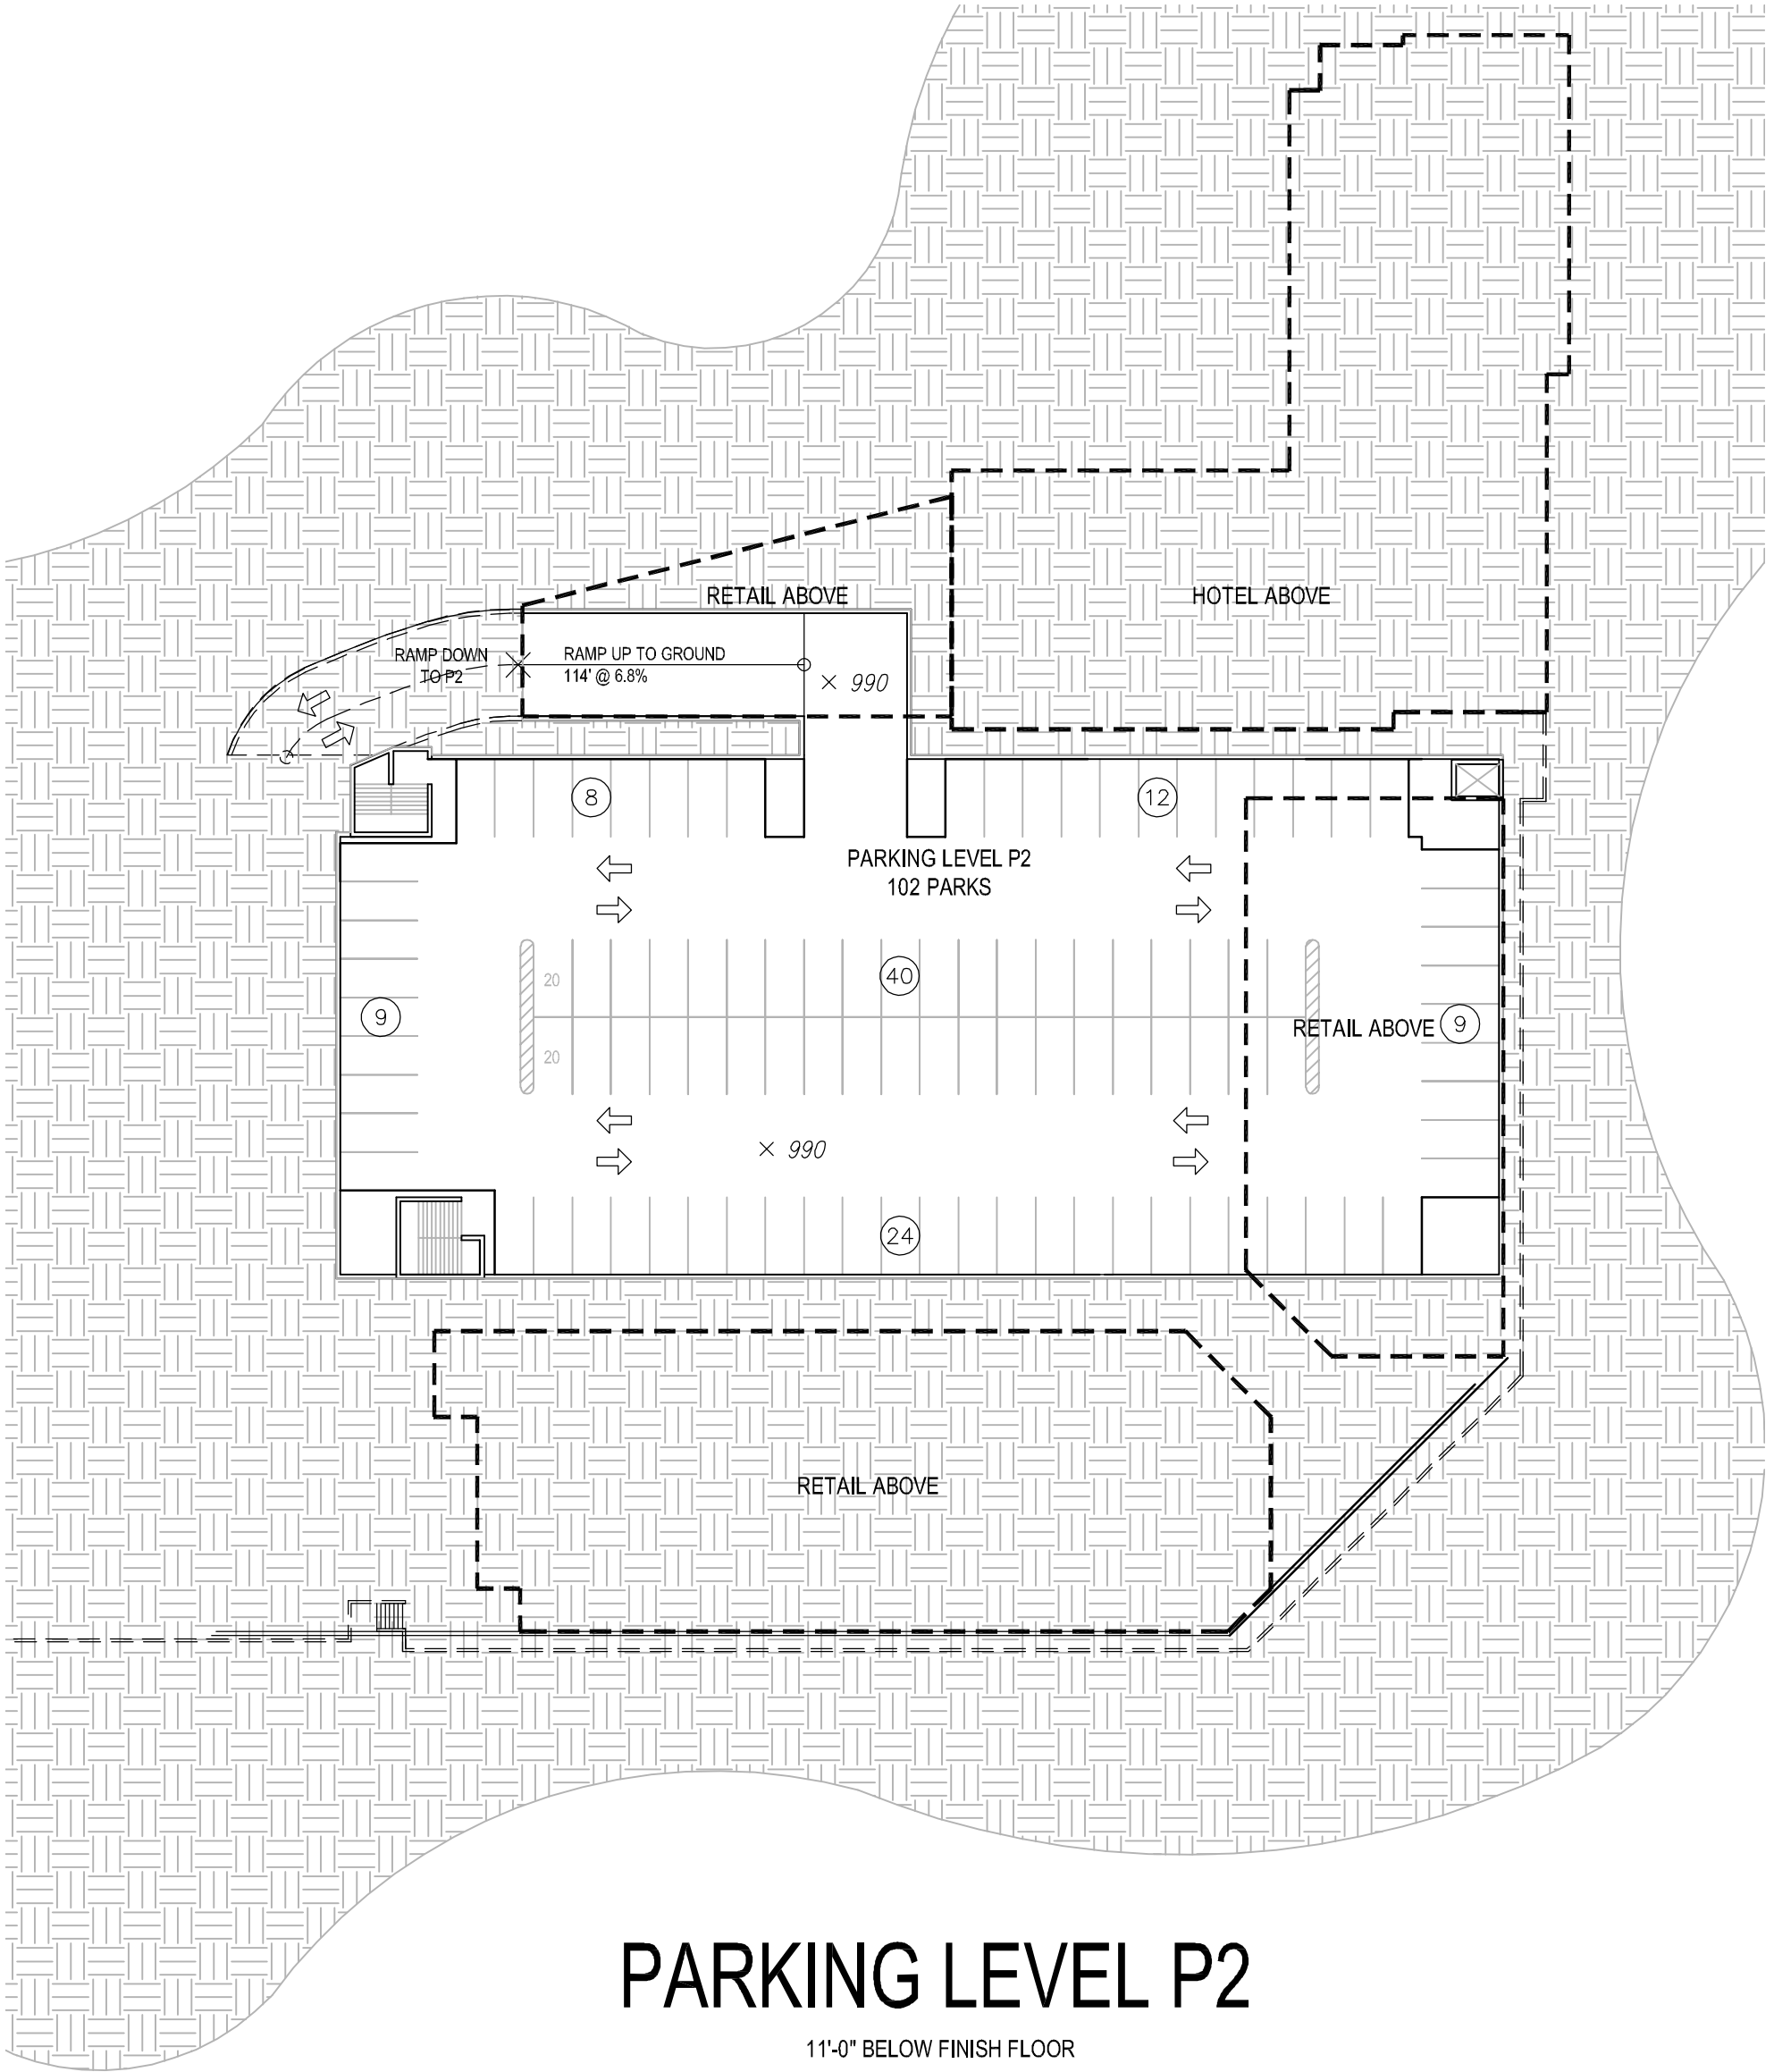 RETAIL ABOVE
HOTEL ABOVE
RAMP DOWN
TO P2
RAMP UP TO GROUND
114' @ 6.8%
990
8
12
PARKING LEVEL P2
102 PARKS
20
40
9
RETAIL ABOVE
9
20
990
24
RETAIL ABOVE
PARKING LEVEL P2
11'-0" BELOW FINISH FLOOR